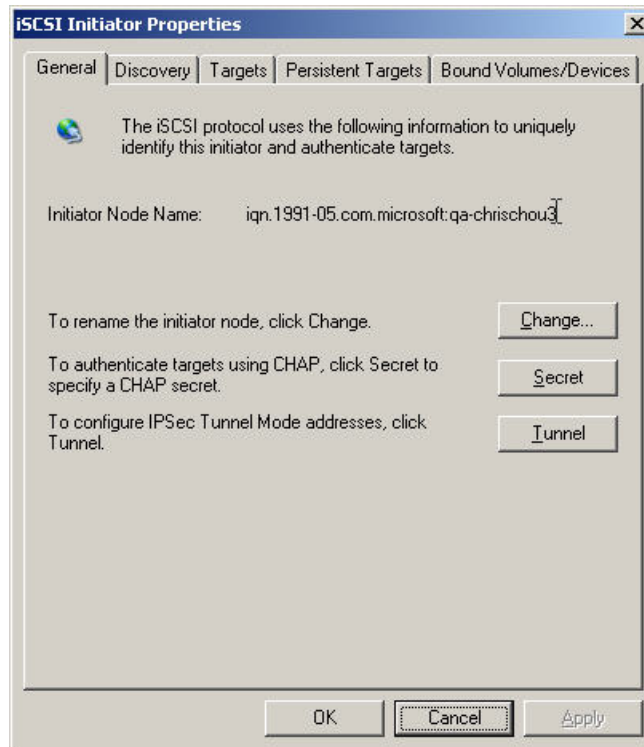 iSCSI Initiator Properties
General Discovery Targets Persistent Targets Bound Volumes/Devices
The iSCSI protocol uses the following information to uniquely
identify this initiator and authenticate targets.
Initiator Node Name: iqn.1991-05.com.microsoft:qa-chrischou3
To rename the initiator node, click Change.
Change...
To authenticate targets using CHAP, click Secret to
specify a CHAP secret.
Secret
To configure IPSec Tunnel Mode addresses, click
Tunnel.
Tunnel
OK Cancel Apply